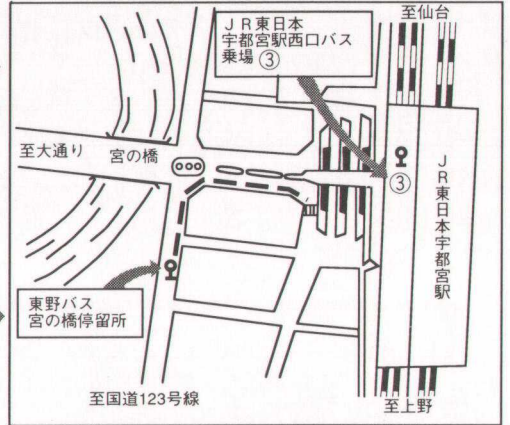 至仙台
JR東日本
宇都宮駅西口バス
乗場 ③
至大通り
宮の橋
③
JR東日本宇都宮駅
東野バス
宮の橋停留所
至国道123号線
至上野